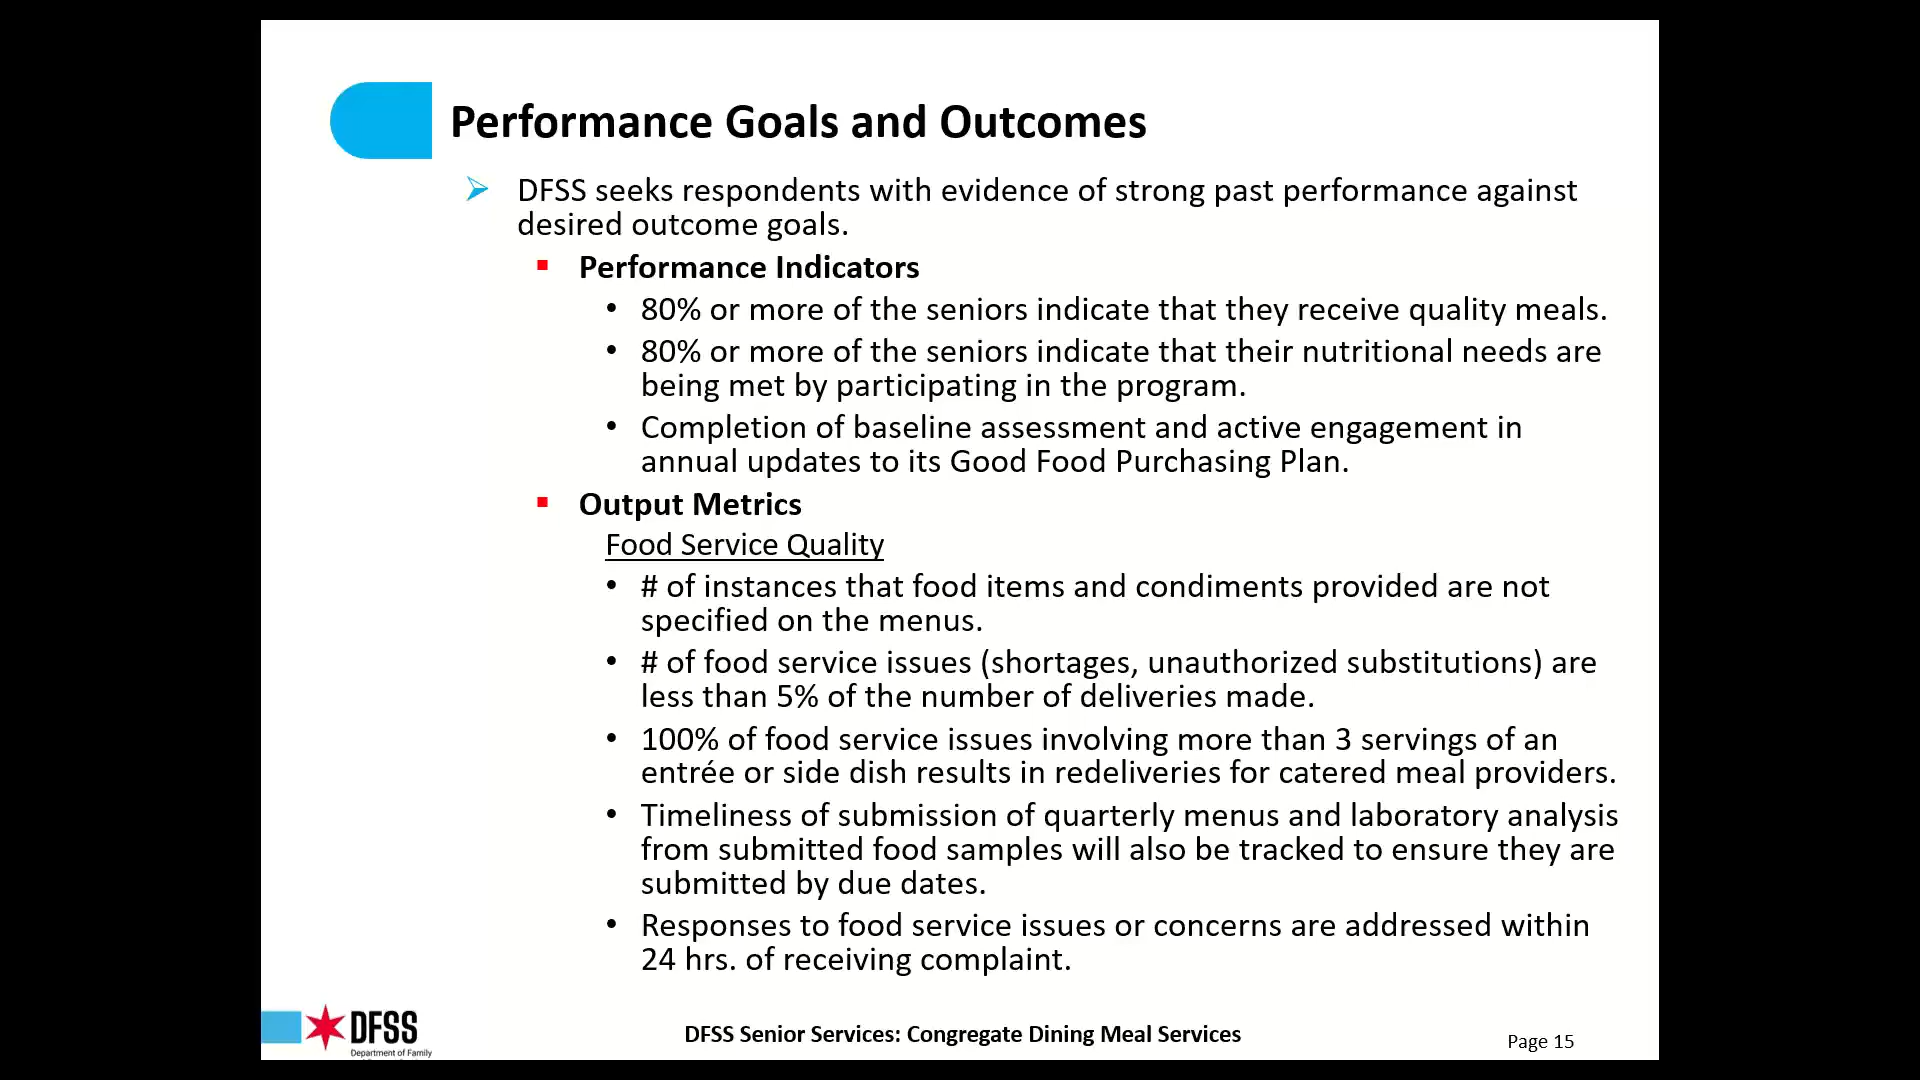 Performance Goals and Outcomes
➢ DFSS seeks respondents with evidence of strong past performance against
desired outcome goals.
▪ Performance Indicators
• 80% or more of the seniors indicate that they receive quality meals.
• 80% or more of the seniors indicate that their nutritional needs are
being met by participating in the program.
• Completion of baseline assessment and active engagement in
annual updates to its Good Food Purchasing Plan.
▪ Output Metrics
Food Service Quality
• # of instances that food items and condiments provided are not
specified on the menus.
• # of food service issues (shortages, unauthorized substitutions) are
less than 5% of the number of deliveries made.
• 100% of food service issues involving more than 3 servings of an
entrée or side dish results in redeliveries for catered meal providers.
• Timeliness of submission of quarterly menus and laboratory analysis
from submitted food samples will also be tracked to ensure they are
submitted by due dates.
• Responses to food service issues or concerns are addressed within
24 hrs. of receiving complaint.
DFSS
Department of Family
DFSS Senior Services: Congregate Dining Meal Services
Page 15